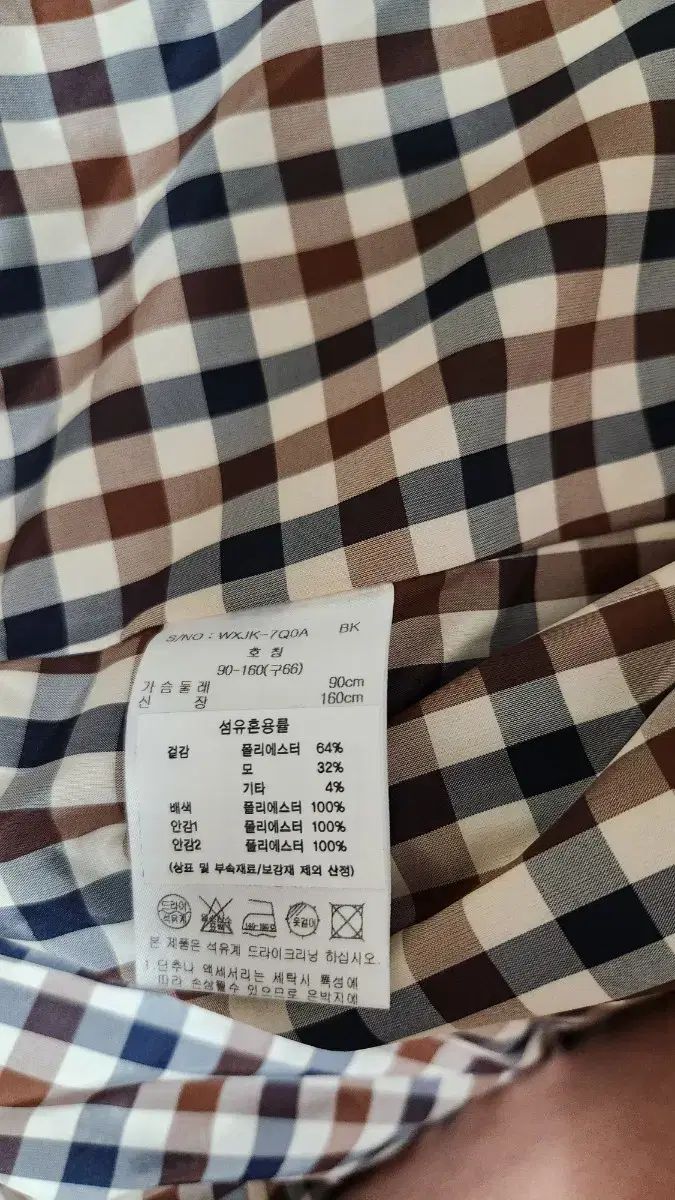 S/NO : WXJK-7Q0A BK
호 칭
90-160(구66)
가슴둘레 90cm
신 장 160cm
섬유혼용률
겉감 폴리에스터 64%
모 32%
기타 4%
배색 폴리에스터 100%
안감1 폴리에스터 100%
안감2 폴리에스터 100%
(상표 및 부속재료/보강재 제외 산정)
드라이 옷걸이
석유계
본 제품은 석유계 드라이크리닝 하십시오.
1. 단추나 액세서리는 세탁시 특성에
따라 손상될수 있으므로 은박지에